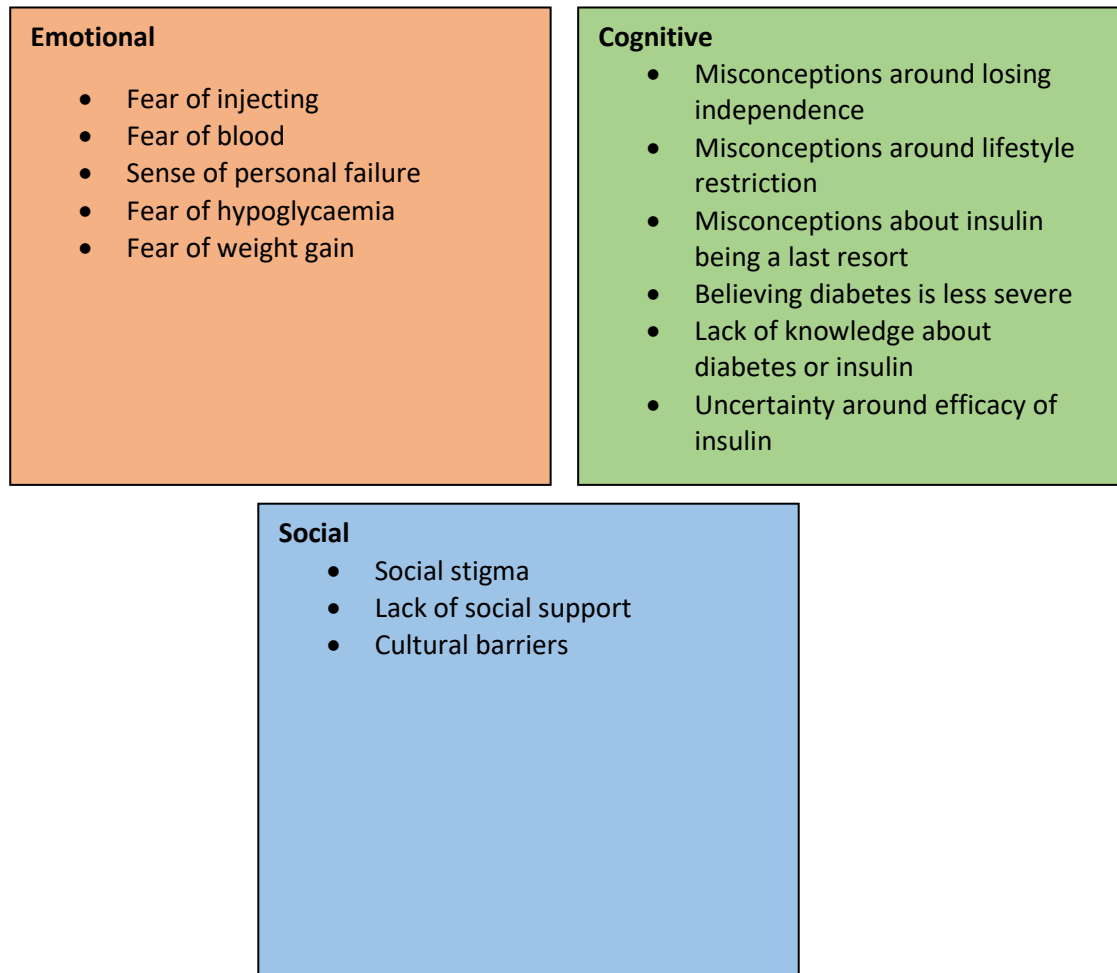 Emotional
• Fear of injecting
• Fear of blood
• Sense of personal failure
• Fear of hypoglycaemia
• Fear of weight gain
Cognitive
• Misconceptions around losing
independence
• Misconceptions around lifestyle
restriction
• Misconceptions about insulin
being a last resort
• Believing diabetes is less severe
• Lack of knowledge about
diabetes or insulin
• Uncertainty around efficacy of
insulin
Social
• Social stigma
• Lack of social support
• Cultural barriers